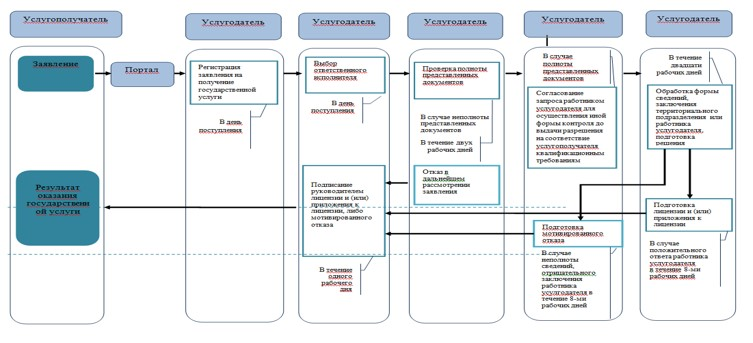 Услугополучатель
Услугодатель
Услугодатель
Услугодатель
Услугодатель
Услугодатель
Заявление
Портал
Регистрация
заявления на
получение
государственной
услуги
В день
поступления
Выбор
ответственного
исполнителя
В день
поступления
Проверка полноты
представленных
документов
В случае неполноты
представленных
документов
В течение двух
рабочих дней
В случае
полноты
представленных
документов
Согласование
запроса работником
услугодателя для
осуществления иной
формы контроля до
выдачи разрешения
на соответствие
услугополучателя
квалификационным
требованиям
В течение
двадцати
рабочих дней
Обработка формы
сведений,
заключения
территориального
подразделения или
работника
услугодателя,
подготовка
решения
Результат
оказания
государственн
ой услуги
Подписание
руководителем
лицензии и (или)
приложения к
лицензии, либо
мотивированного
отказа
В течение
одного
рабочего
дня
Отказ в
дальнейшем
рассмотрении
заявления
Подготовка
мотивированного
отказа
В случае
неполноты
сведений,
отрицательного
заключения
работника
услугодателя в
течение 8-ми
рабочих дней
Подготовка
лицензии и (или)
приложения к
лицензии
В случае
положительного
ответа работника
услугодателя
в течение 8-ми
рабочих дней